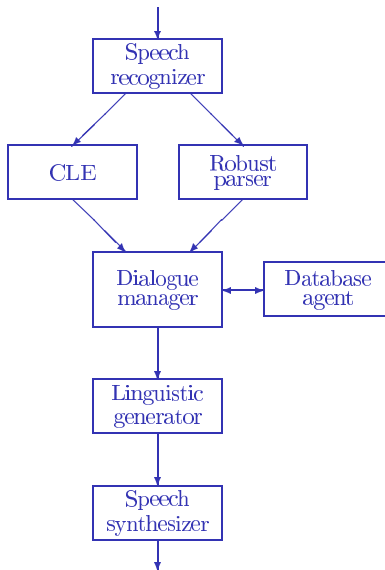 Speech
recognizer
CLE
Robust
parser
Dialogue
manager
Database
agent
Linguistic
generator
Speech
synthesizer